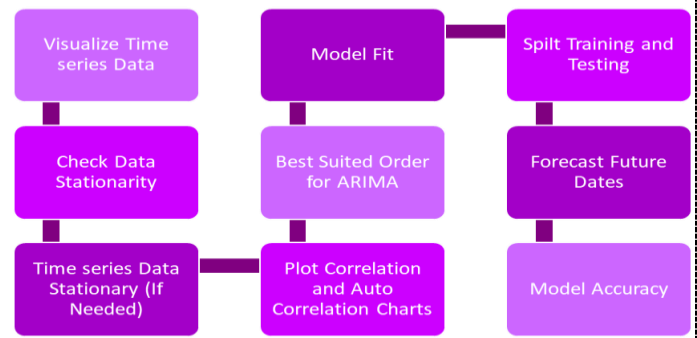 Visualize Time
series Data
Check Data
Stationarity
Time series Data
Stationary (If
Needed)
Plot Correlation
and Auto
Correlation Charts
Best Suited Order
for ARIMA
Model Fit
Spilt Training and
Testing
Forecast Future
Dates
Model Accuracy